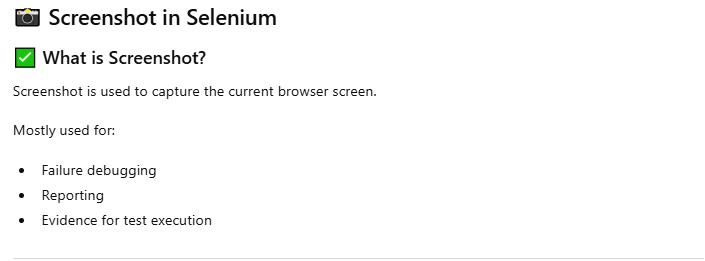 📷 Screenshot in Selenium
✅ What is Screenshot?
Screenshot is used to capture the current browser screen.
Mostly used for:
• Failure debugging
• Reporting
• Evidence for test execution